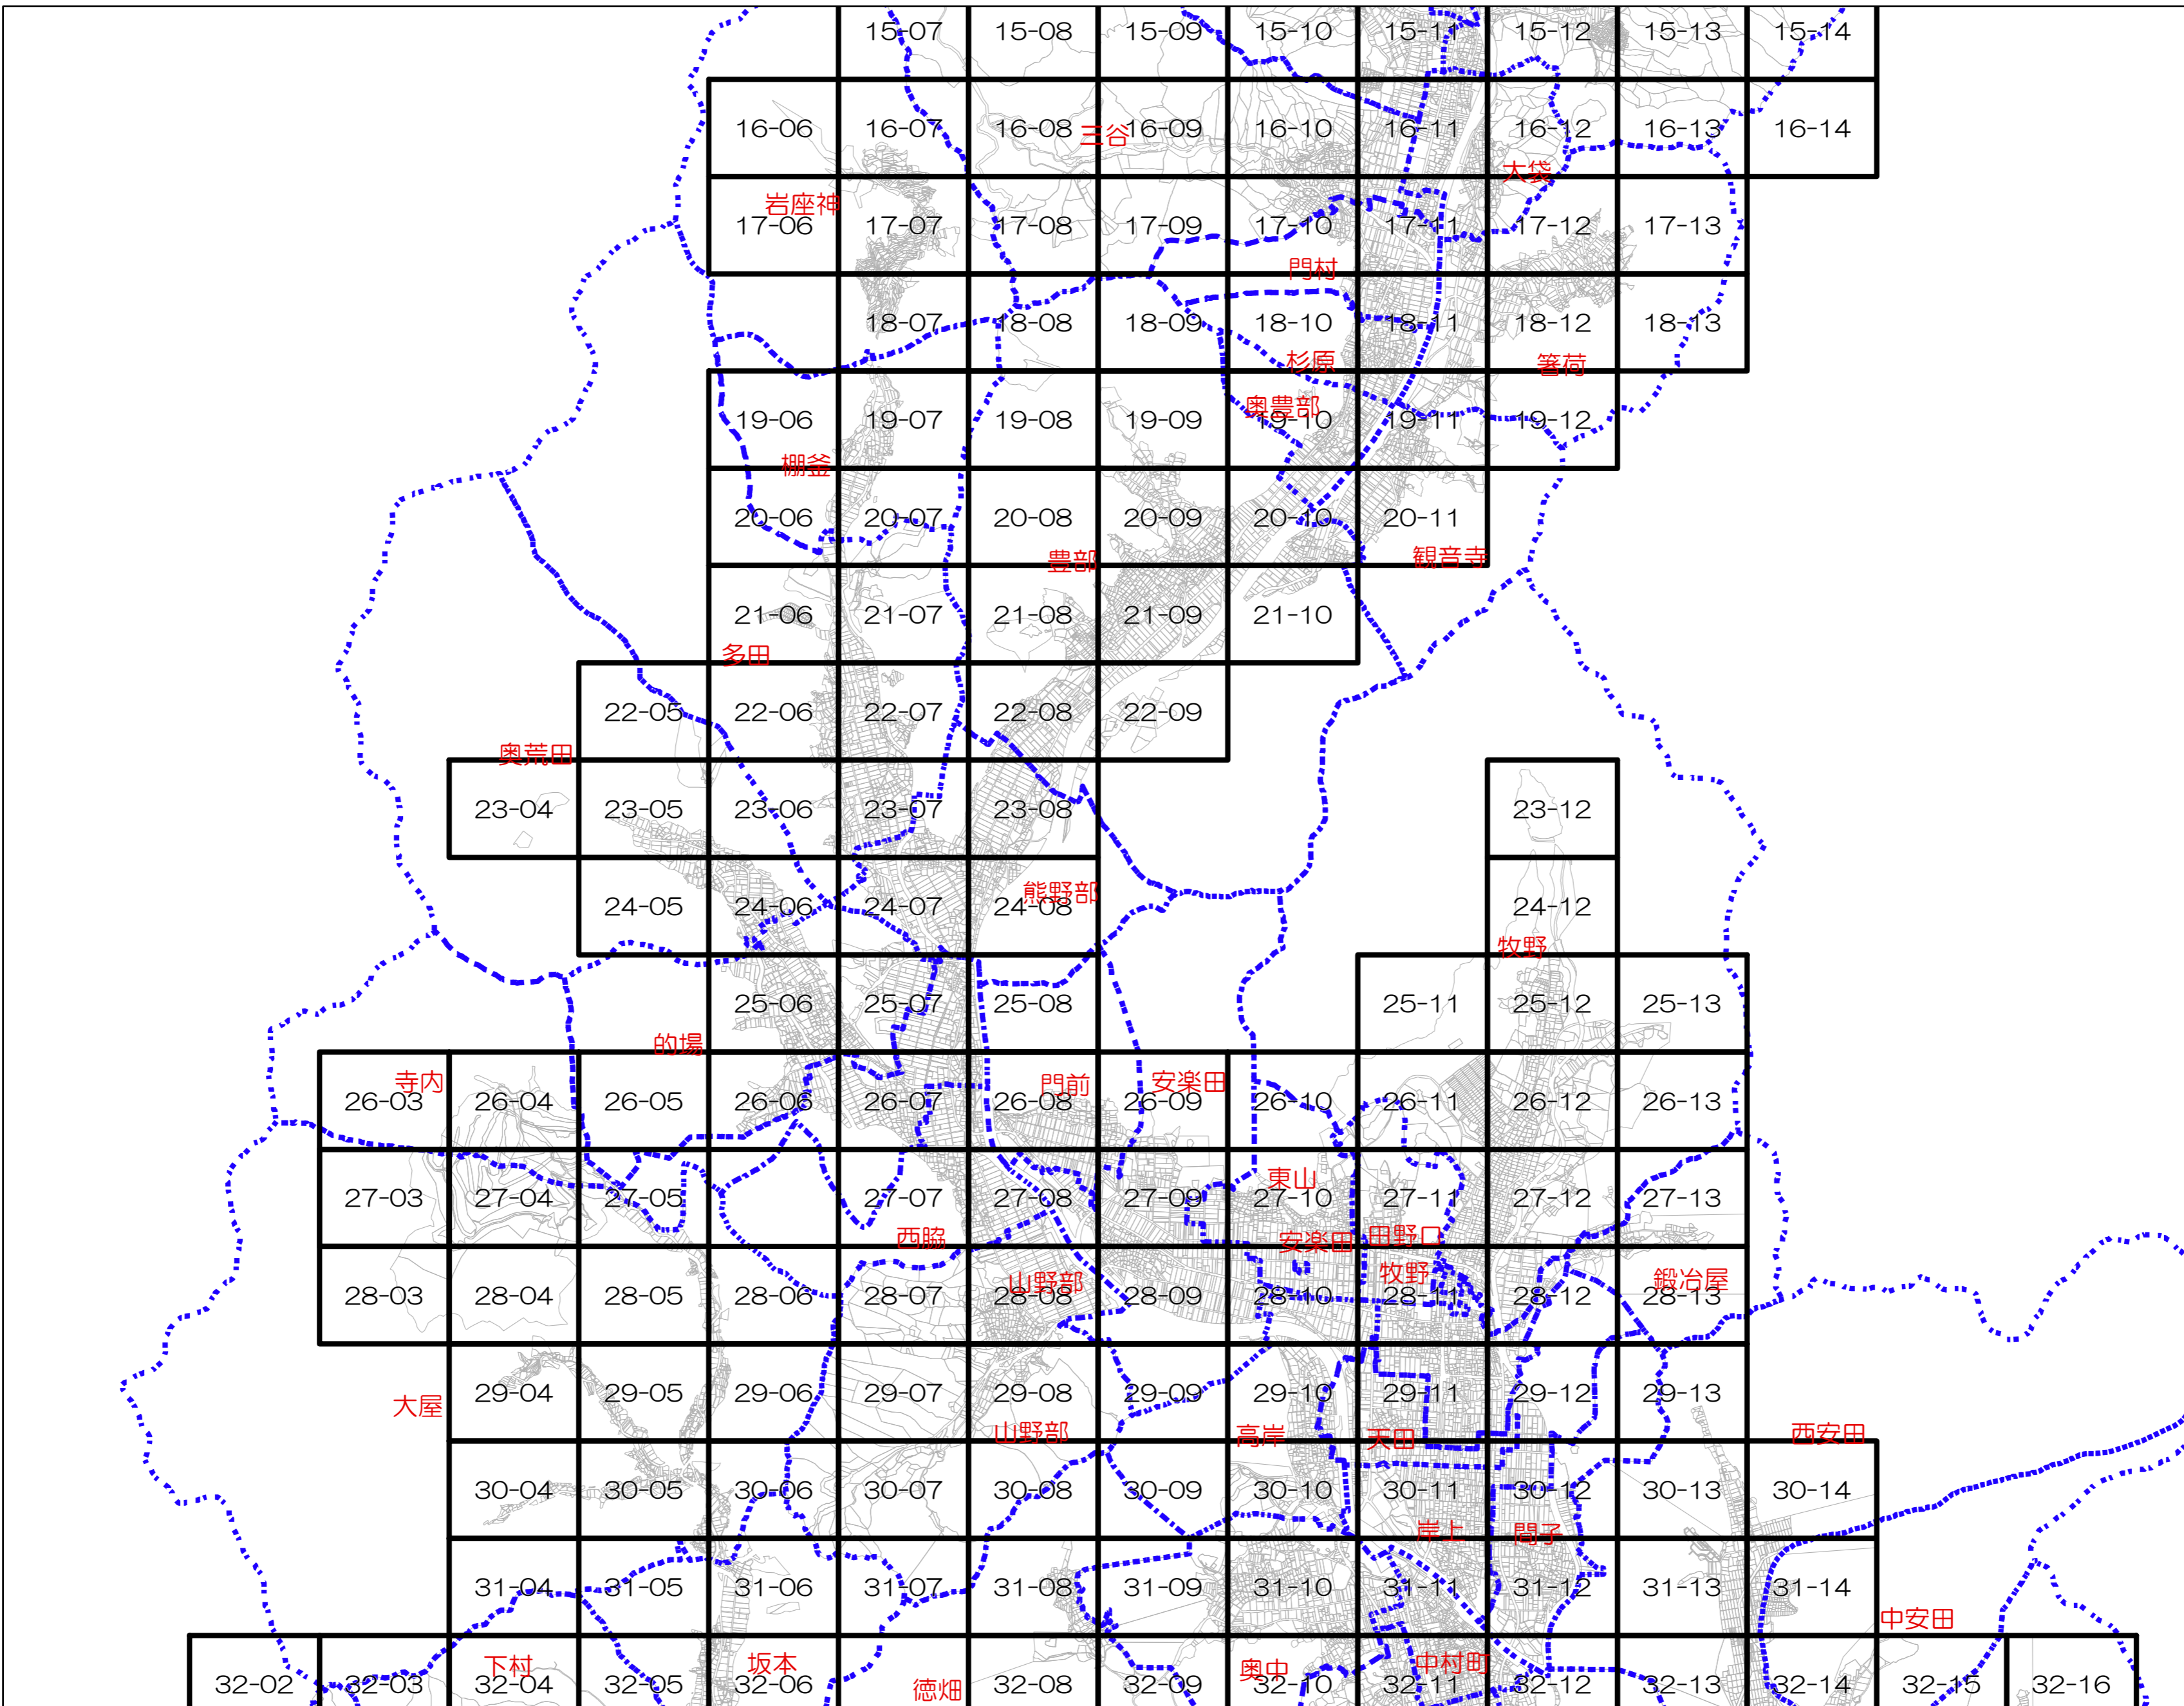 15-07 15-08 15-09 15-10 15-11 15-12 15-13 15-14
16-06 16-07 16-08 三谷 16-09 16-10 16-11 16-12 16-13 16-14
大袋
岩座神
17-06 17-07 17-08 17-09 17-10 17-11 17-12 17-13
門村
18-07 18-08 18-09 18-10 18-11 18-12 18-13
杉原 箸荷
奥豊部
19-06 19-07 19-08 19-09 19-10 19-11 19-12
棚釜
20-06 20-07 20-08 20-09 20-10 20-11
豊部 観音寺
21-06 21-07 21-08 21-09 21-10
多田
22-05 22-06 22-07 22-08 22-09
奥荒田
23-04 23-05 23-06 23-07 23-08 23-12
熊野部
24-05 24-06 24-07 24-08 24-12
牧野
25-06 25-07 25-08 25-11 25-12 25-13
的場
寺内 門前 安楽田
26-03 26-04 26-05 26-06 26-07 26-08 26-09 26-10 26-11 26-12 26-13
東山
27-03 27-04 27-05 27-07 27-08 27-09 27-10 27-11 27-12 27-13
西脇 安楽田 田野口
山野部 牧野 鍛冶屋
28-03 28-04 28-05 28-06 28-07 28-08 28-09 28-10 28-11 28-12 28-13
大屋 29-04 29-05 29-06 29-07 29-08 29-09 29-10 29-11 29-12 29-13
山野部 高岸 天田 西安田
30-04 30-05 30-06 30-07 30-08 30-09 30-10 30-11 30-12 30-13 30-14
岸上 間子
31-04 31-05 31-06 31-07 31-08 31-09 31-10 31-11 31-12 31-13 31-14
中安田
下村 坂本 奥中 中村町
32-02 32-03 32-04 32-05 32-06 徳畑 32-08 32-09 32-10 32-11 32-12 32-13 32-14 32-15 32-16